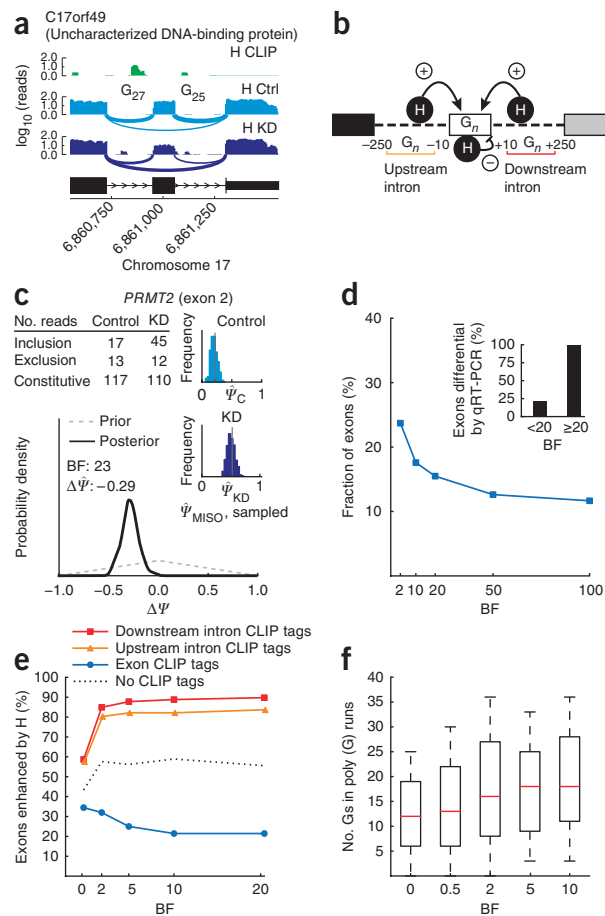 a
C17orf49
(Uncharacterized DNA-binding protein)
H CLIP
2.0
1.0
0
G27
G25
H Ctrl
2.0
1.0
0
H KD
2.0
1.0
0
log10 (reads)
6,860,750
6,861,000
6,861,250
Chromosome 17
b
+
+
H
Gn
H
H
−
−250 Gn −10
+10 Gn +250
Upstream intron
Downstream intron
c
PRMT2 (exon 2)
No. reads Control KD
Inclusion 17 45
Exclusion 13 12
Constitutive 117 110
Control
Frequency
0 Ψ̂C 1
KD
Frequency
0 Ψ̂KD 1
Ψ̂MISO, sampled
Prior
Posterior
BF: 23
ΔΨ̂: −0.29
Probability density
−1.0 −0.5 0.0 0.5 1.0
ΔΨ
d
40
30
20
10
Fraction of exons (%)
2 10 20 50 100
BF
Exons differential
by qRT-PCR (%)
100
75
50
25
0
<20 ≥20
BF
e
Downstream intron CLIP tags
Upstream intron CLIP tags
Exon CLIP tags
No CLIP tags
Exons enhanced by H (%)
100
90
80
70
60
50
40
30
20
10
0 2 5 10 20
BF
f
No. Gs in poly (G) runs
40
35
30
25
20
15
10
5
0 0.5 2 5 10
BF